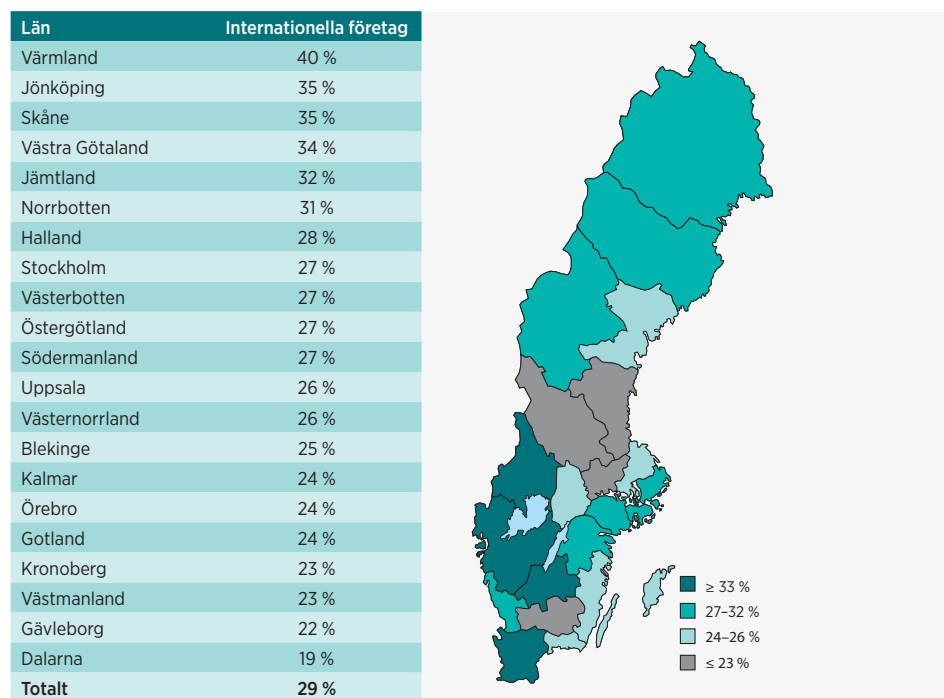 Län Internationella företag
Värmland 40 %
Jönköping 35 %
Skåne 35 %
Västra Götaland 34 %
Jämtland 32 %
Norrbotten 31 %
Halland 28 %
Stockholm 27 %
Västerbotten 27 %
Östergötland 27 %
Södermanland 27 %
Uppsala 26 %
Västernorrland 26 %
Blekinge 25 %
Kalmar 24 %
Örebro 24 %
Gotland 24 %
Kronoberg 23 %
Västmanland 23 %
Gävleborg 22 %
Dalarna 19 %
Totalt 29 %
≥ 33 %
27–32 %
24–26 %
≤ 23 %